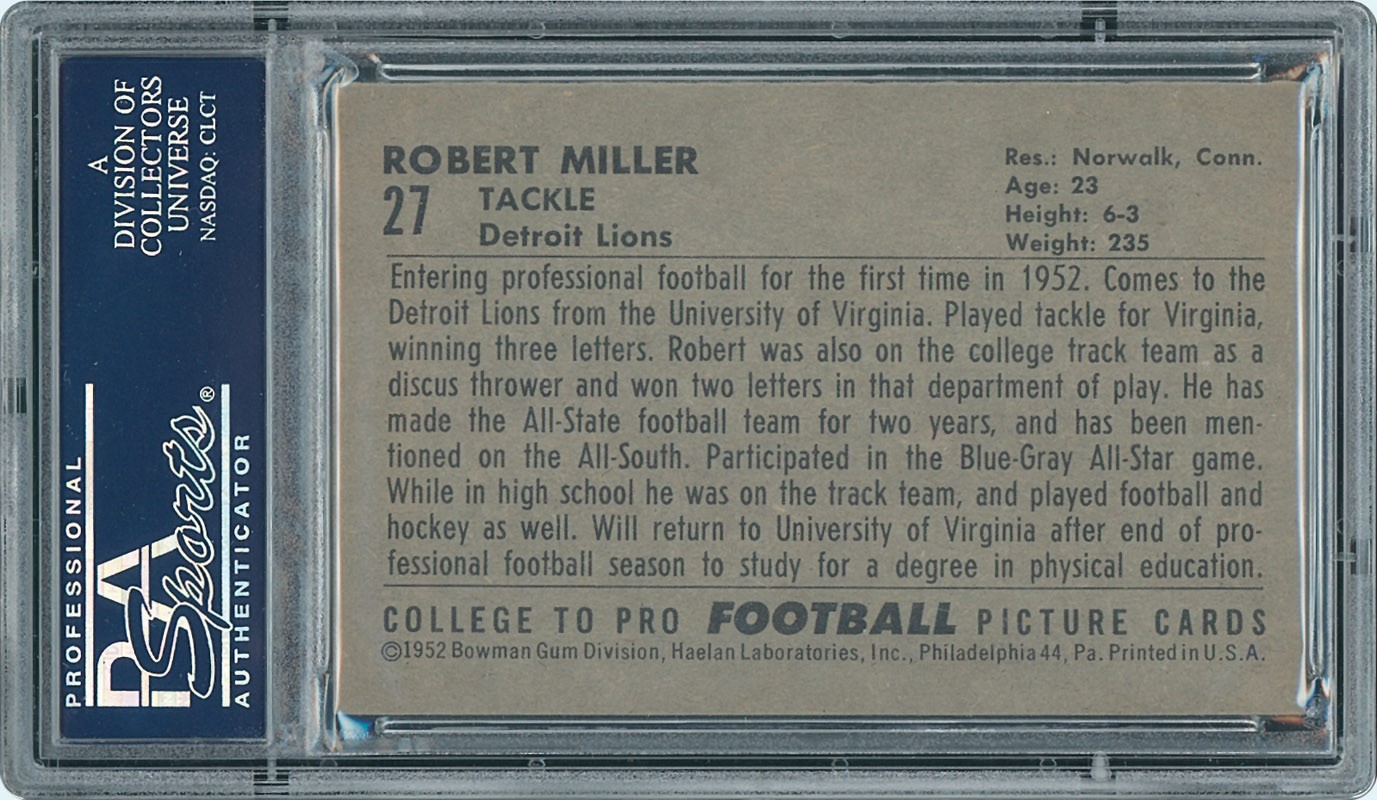 A
DIVISION OF
COLLECTORS
UNIVERSE
NASDAQ: CLCT
PROFESSIONAL
PSA
Sports®
AUTHENTICATOR
ROBERT MILLER
27 TACKLE
Detroit Lions
Res.: Norwalk, Conn.
Age: 23
Height: 6-3
Weight: 235
Entering professional football for the first time in 1952. Comes to the
Detroit Lions from the University of Virginia. Played tackle for Virginia,
winning three letters. Robert was also on the college track team as a
discus thrower and won two letters in that department of play. He has
made the All-State football team for two years, and has been men-
tioned on the All-South. Participated in the Blue-Gray All-Star game.
While in high school he was on the track team, and played football and
hockey as well. Will return to University of Virginia after end of pro-
fessional football season to study for a degree in physical education.
COLLEGE TO PRO FOOTBALL PICTURE CARDS
©1952 Bowman Gum Division, Haelan Laboratories, Inc., Philadelphia 44, Pa. Printed in U.S.A.